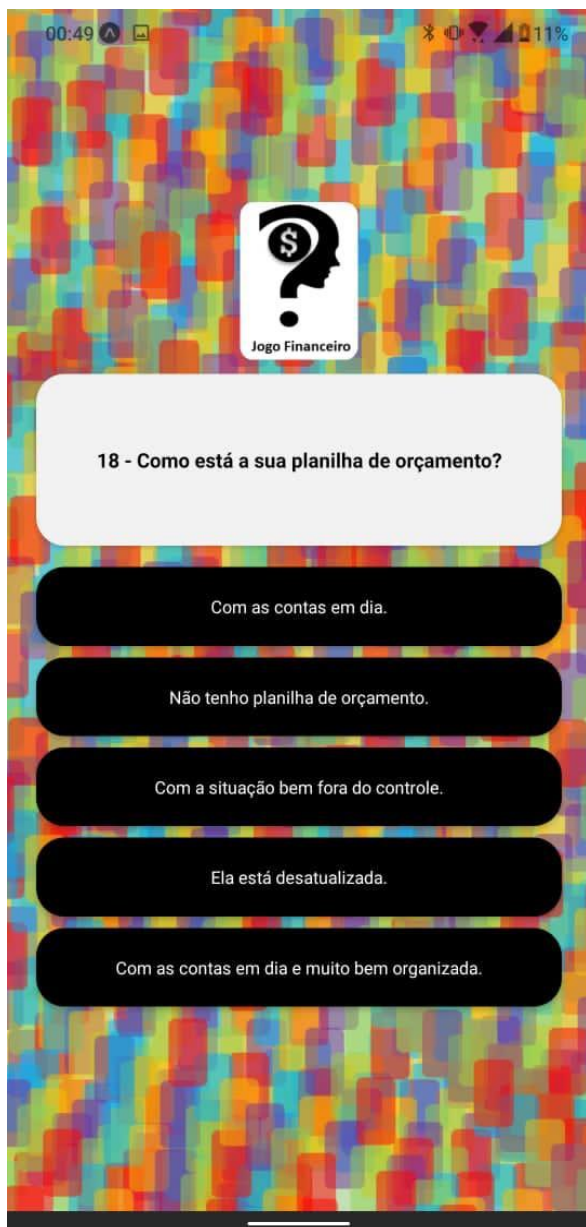 00:49 11%
$
Jogo Financeiro
18 - Como está a sua planilha de orçamento?
Com as contas em dia.
Não tenho planilha de orçamento.
Com a situação bem fora do controle.
Ela está desatualizada.
Com as contas em dia e muito bem organizada.